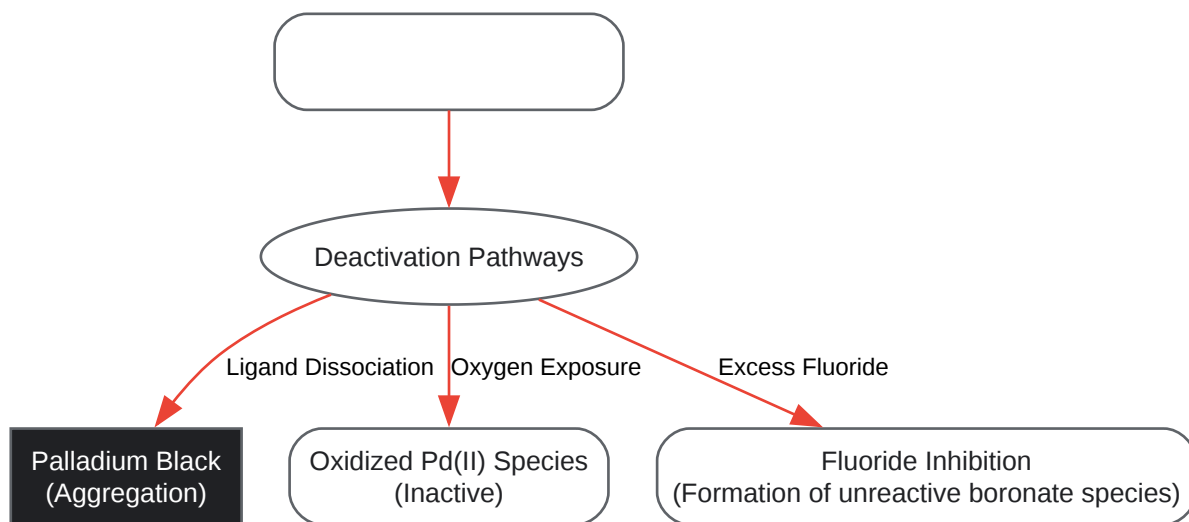 Deactivation Pathways
Ligand Dissociation
Oxygen Exposure
Excess Fluoride
Palladium Black
(Aggregation)
Oxidized Pd(II) Species
(Inactive)
Fluoride Inhibition
(Formation of unreactive boronate species)